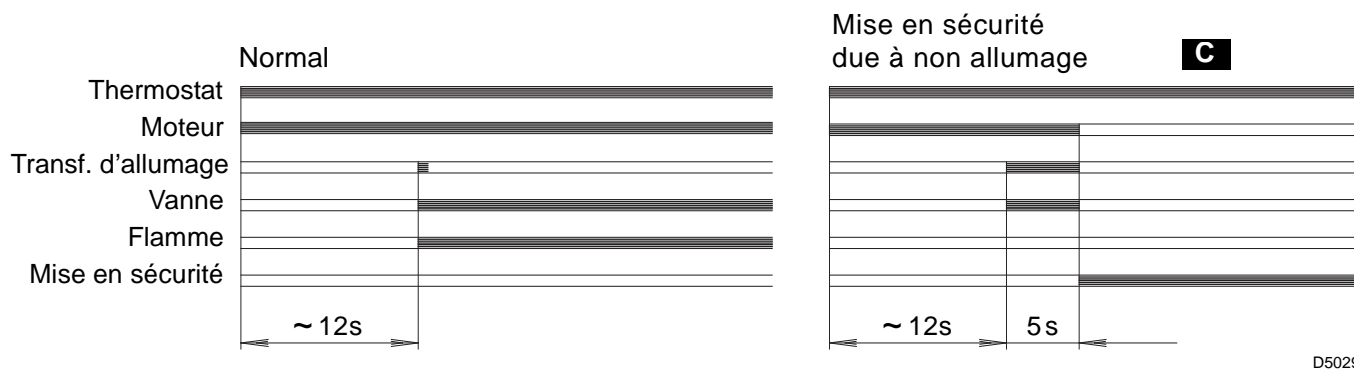 Normal
Mise en sécurité
due à non allumage
C
Thermostat
Moteur
Transf. d'allumage
Vanne
Flamme
Mise en sécurité
~ 12s
~ 12s
5s
D5029